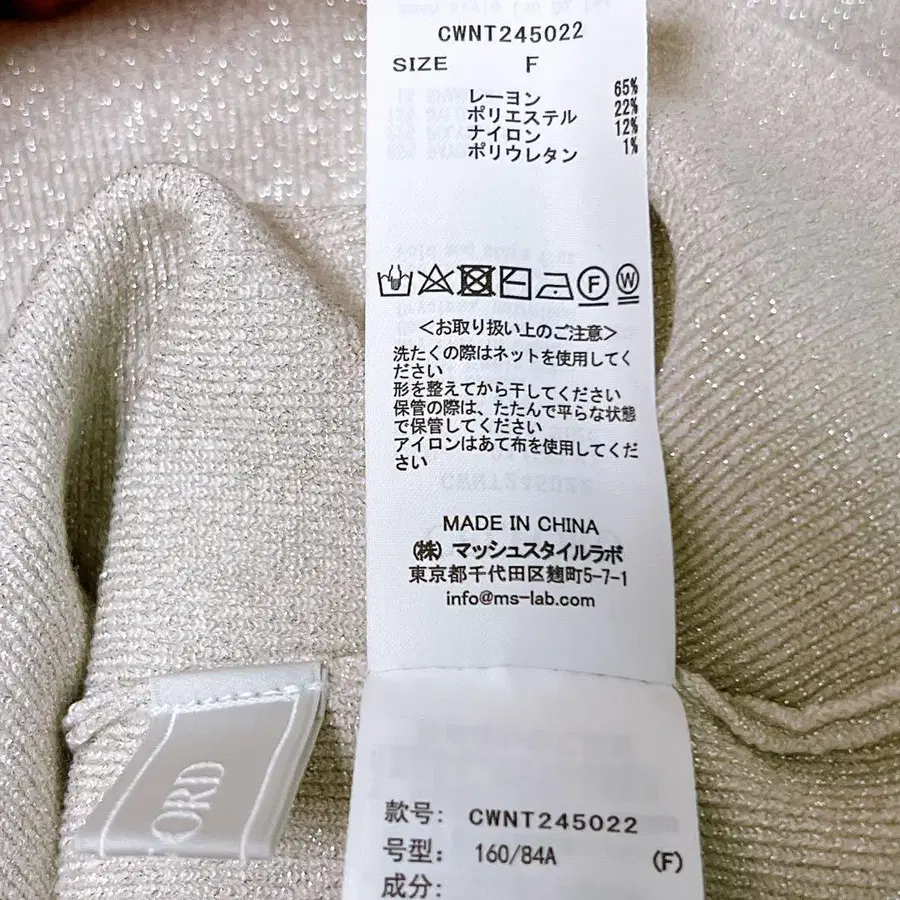 CWNT245022
SIZE F
レーヨン 65%
ポリエステル 22%
ナイロン 12%
ポリウレタン 1%
F W
＜お取り扱い上のご注意＞
洗たくの際はネットを使用してく
ださい
形を整えてから干してください
保管の際は、たたんで平らな状態
で保管してください
アイロンはあて布を使用してくだ
さい
MADE IN CHINA
㈱ マッシュスタイルラボ
東京都千代田区麹町5-7-1
info@ms-lab.com
款号: CWNT245022
号型: 160/84A (F)
成分: